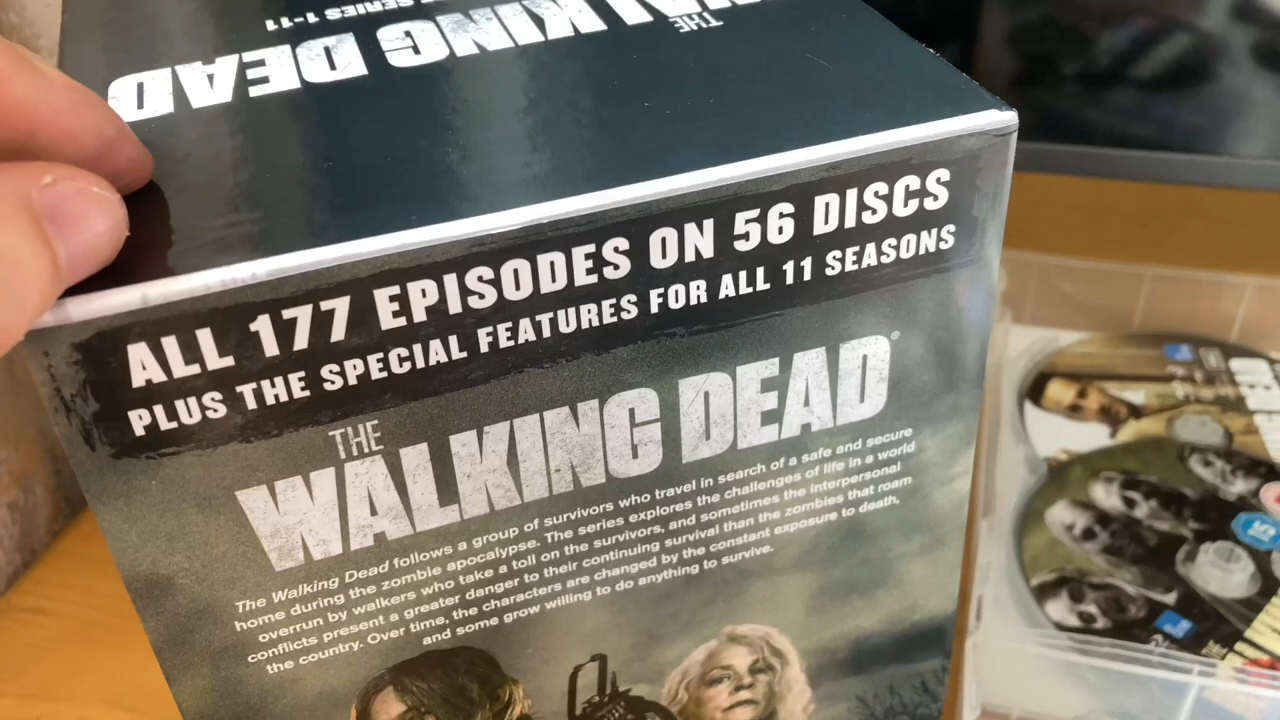 SERIES 1-11
THE
WALKING DEAD
ALL 177 EPISODES ON 56 DISCS
PLUS THE SPECIAL FEATURES FOR ALL 11 SEASONS
THE
WALKING DEAD®
The Walking Dead follows a group of survivors who travel in search of a safe and secure
home during the zombie apocalypse. The series explores the challenges of life in a world
overrun by walkers who take a toll on the survivors, and sometimes the interpersonal
conflicts present a greater danger to their continuing survival than the zombies that roam
the country. Over time, the characters are changed by the constant exposure to death,
and some grow willing to do anything to survive.
15